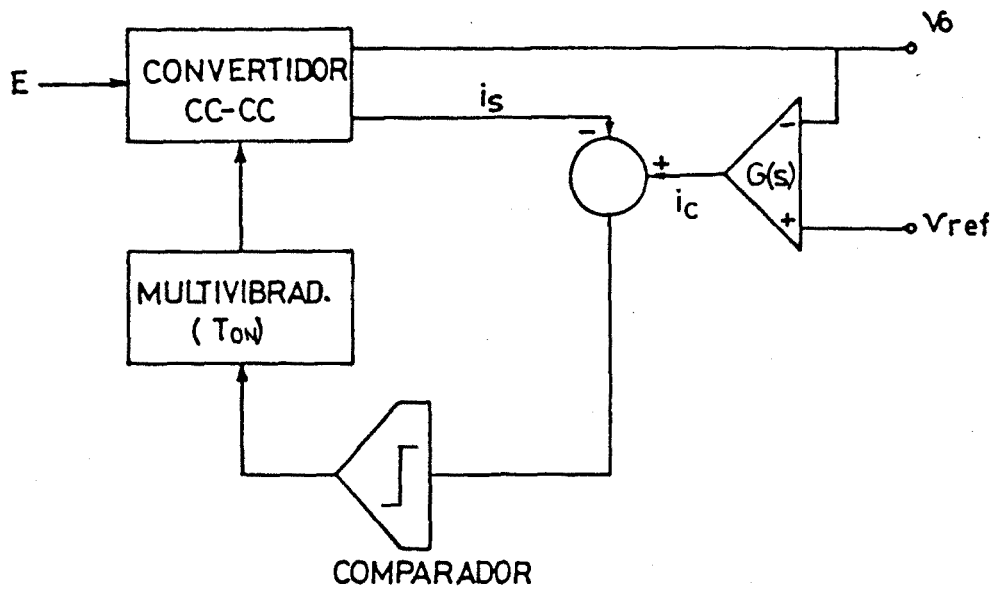 Vo
E
CONVERTIDOR
CC-CC
is
-
+
ic
-
G(s)
+
Vref
MULTIVIBRAD.
(TON)
COMPARADOR